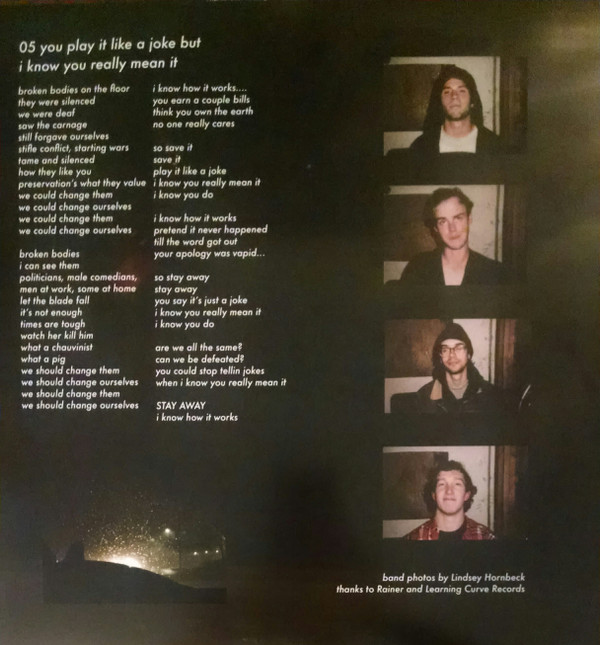 05 you play it like a joke but
i know you really mean it
broken bodies on the floor
they were silenced
we were deaf
saw the carnage
still forgave ourselves
stifle conflict, starting wars
tame and silenced
how they like you
preservation's what they value
we could change them
we could change ourselves
we could change them
we could change ourselves
broken bodies
i can see them
politicians, male comedians,
men at work, some at home
let the blade fall
it's not enough
times are tough
watch her kill him
what a chauvinist
what a pig
we should change them
we should change ourselves
we should change them
we should change ourselves
i know how it works....
you earn a couple bills
think you own the earth
no one really cares
so save it
save it
play it like a joke
i know you really mean it
i know you do
i know how it works
pretend it never happened
till the word got out
your apology was vapid...
so stay away
stay away
you say it's just a joke
i know you really mean it
i know you do
are we all the same?
can we be defeated?
you could stop tellin jokes
when i know you really mean it
STAY AWAY
i know how it works
band photos by Lindsey Hornbeck
thanks to Rainer and Learning Curve Records